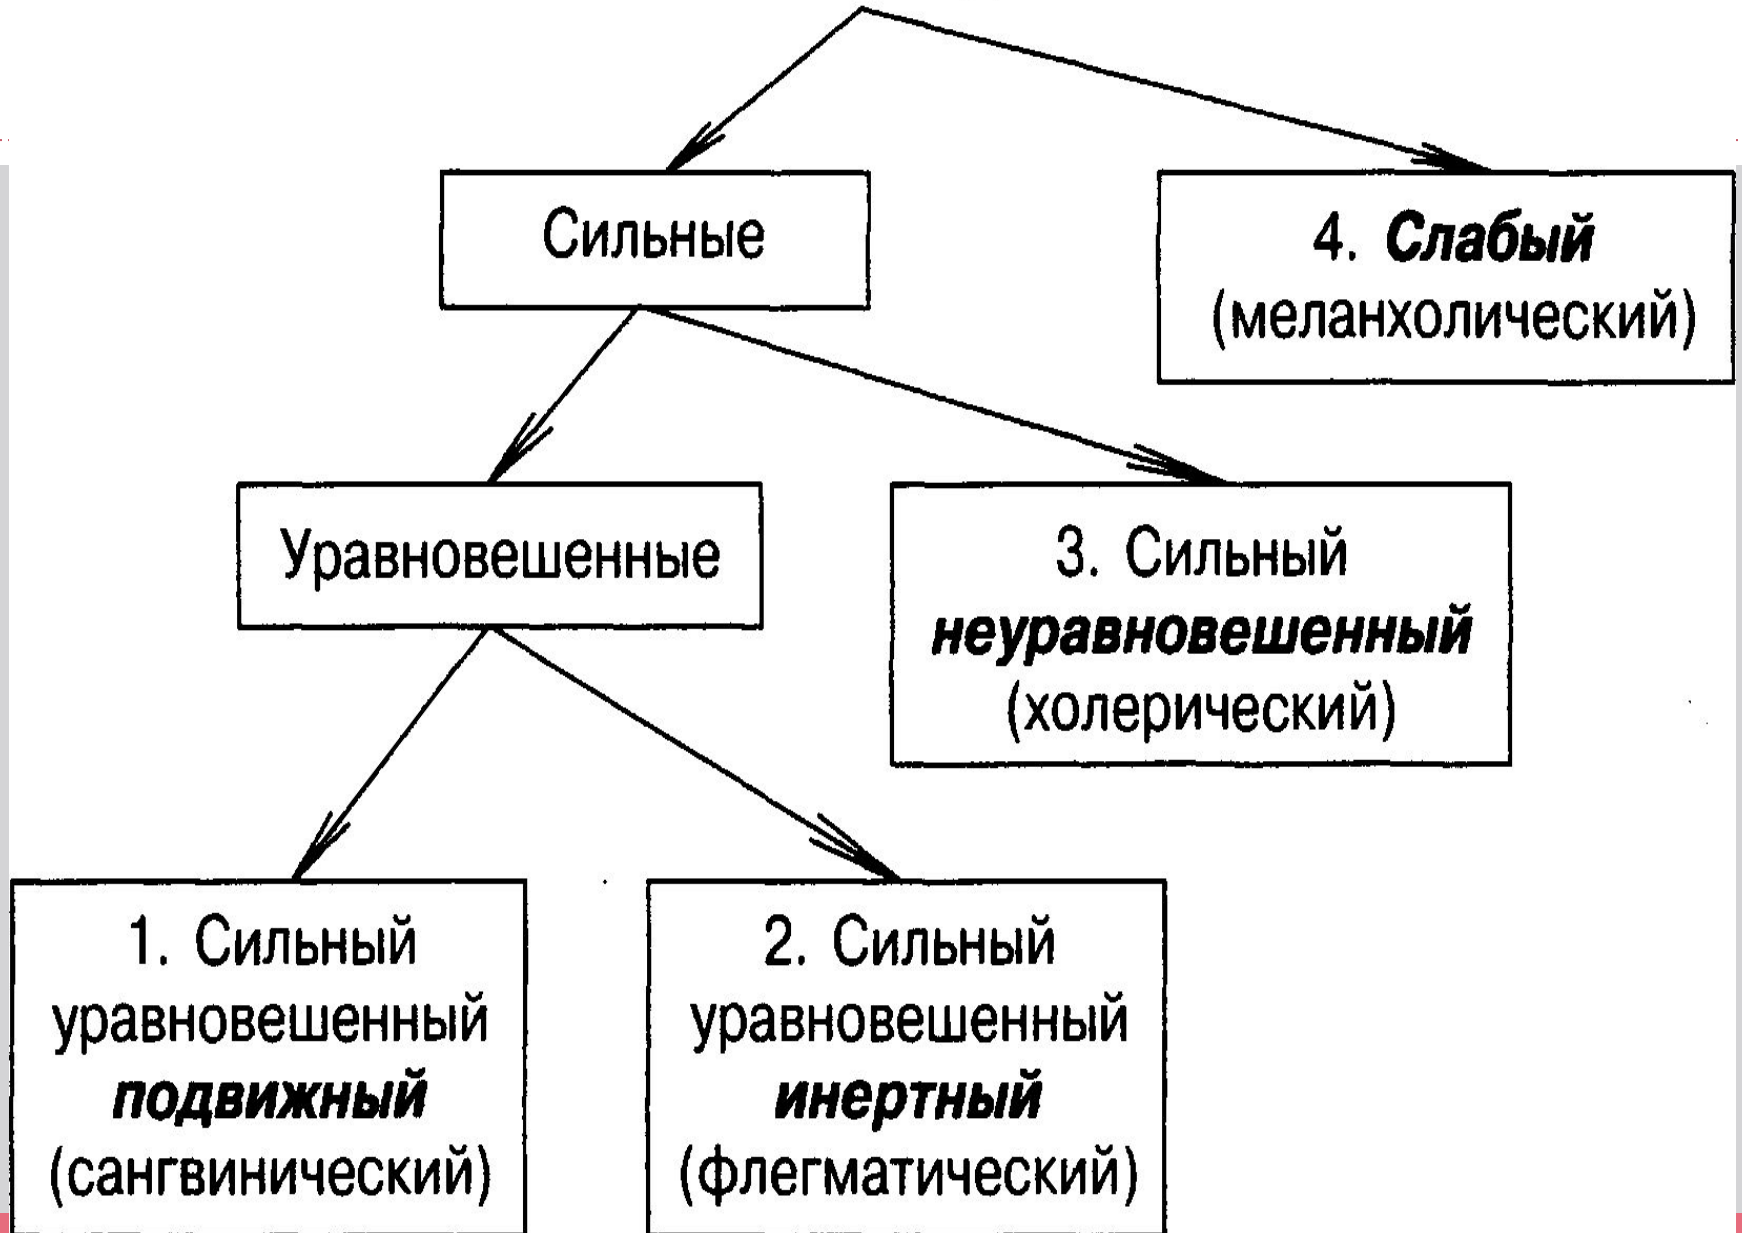 Сильные
4. Слабый
(меланхолический)
Уравновешенные
3. Сильный
неуравновешенный
(холерический)
1. Сильный
уравновешенный
подвижный
(сангвинический)
2. Сильный
уравновешенный
инертный
(флегматический)